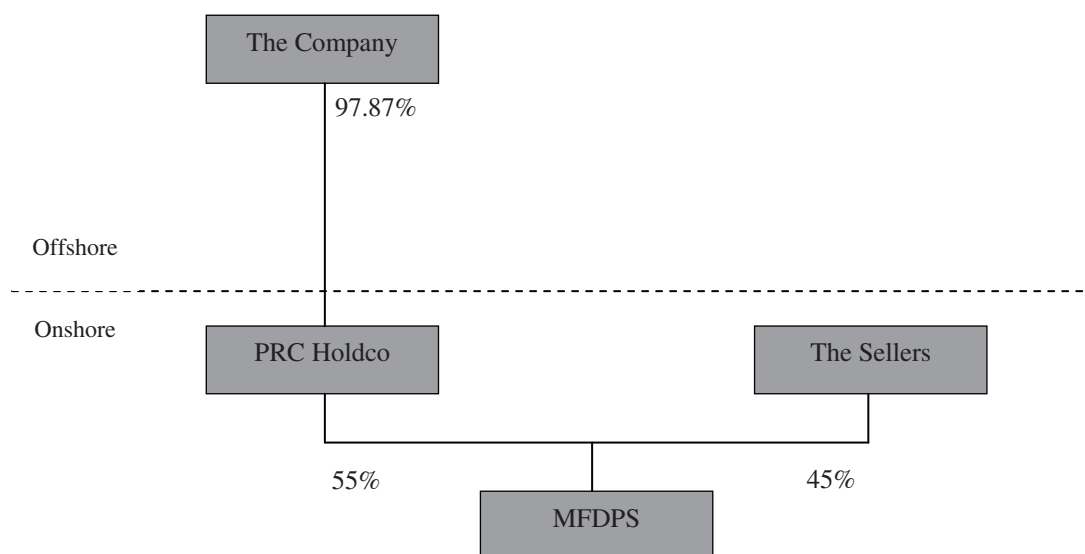 The Company
97.87%
Offshore
Onshore
PRC Holdco
The Sellers
55%
45%
MFDPS